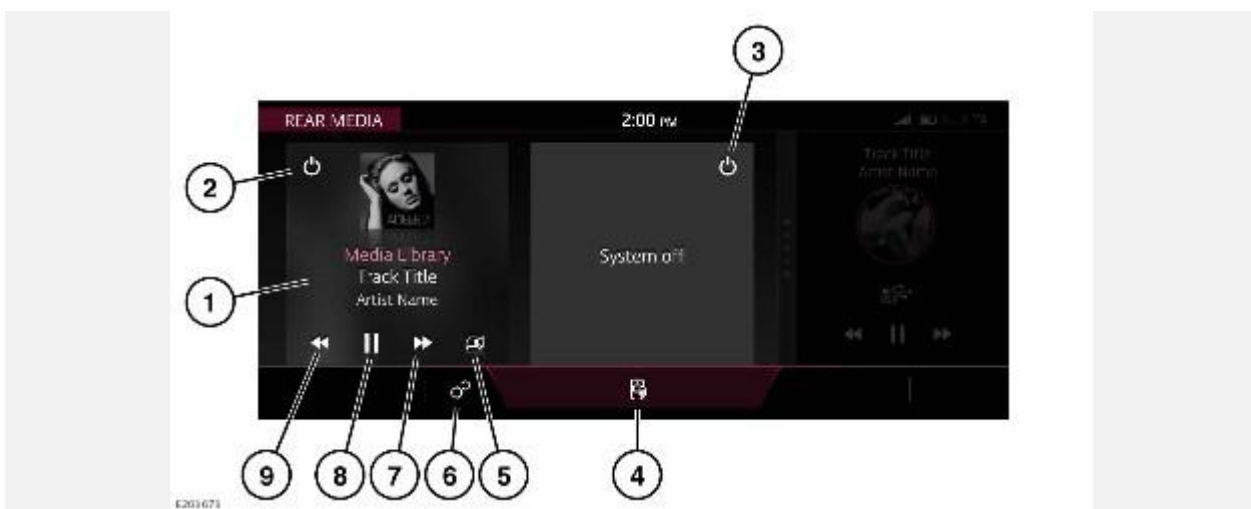 3
REAR MEDIA
2:00 PM
2
Track Title
Artist Name
Media Library
Track Title
Artist Name
System off
1
9
8
7
6
5
4
E203673